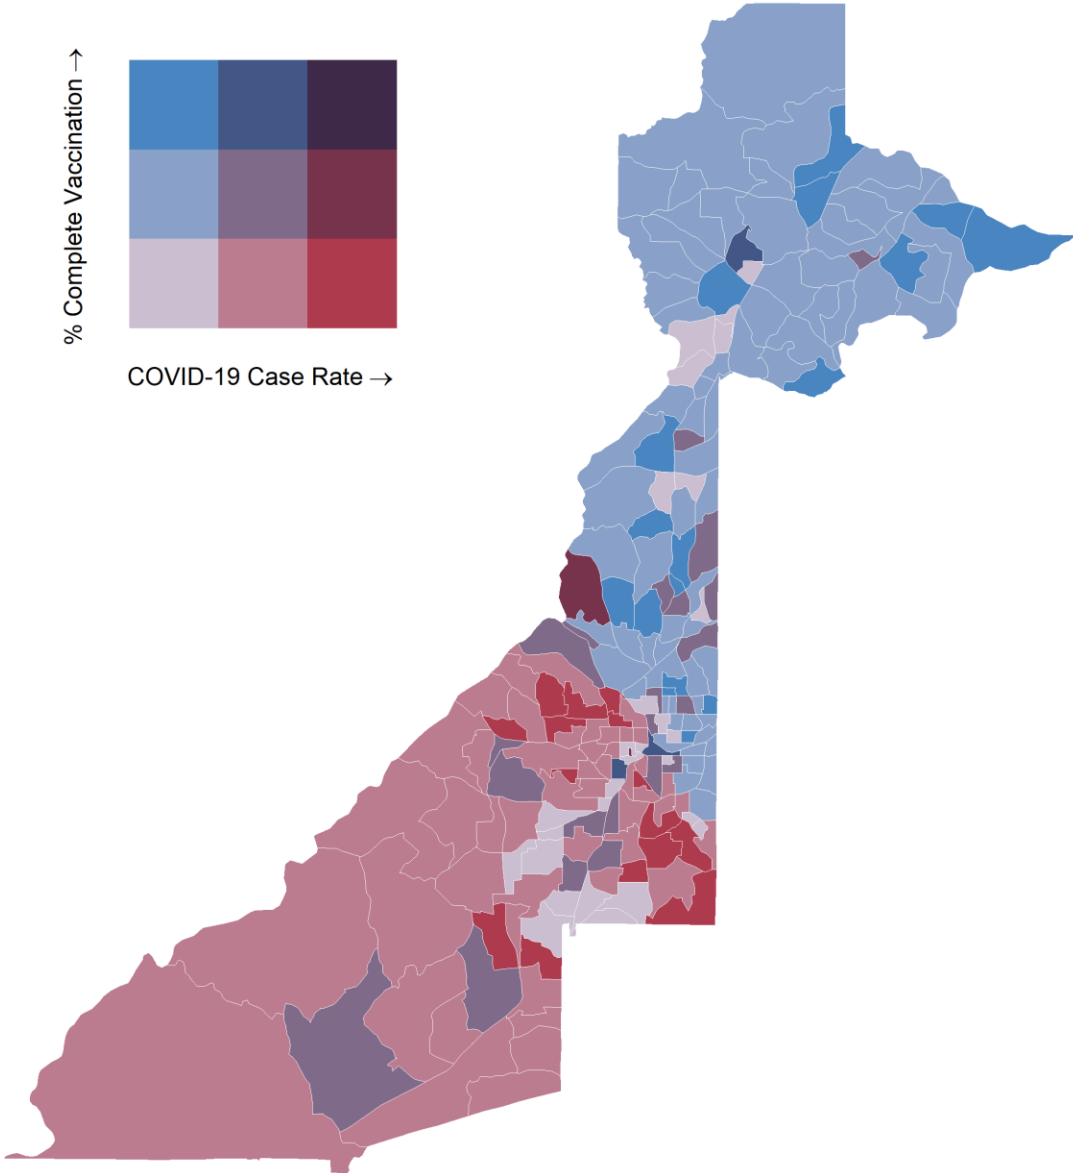 % Complete Vaccination →
COVID-19 Case Rate →